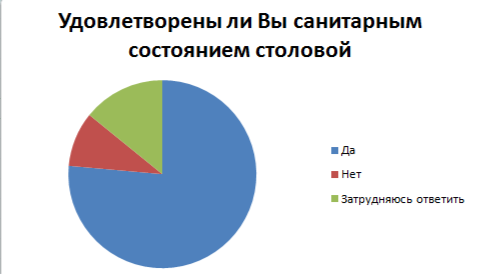 Удовлетворены ли Вы санитарным
состоянием столовой
Да
Нет
Затрудняюсь ответить